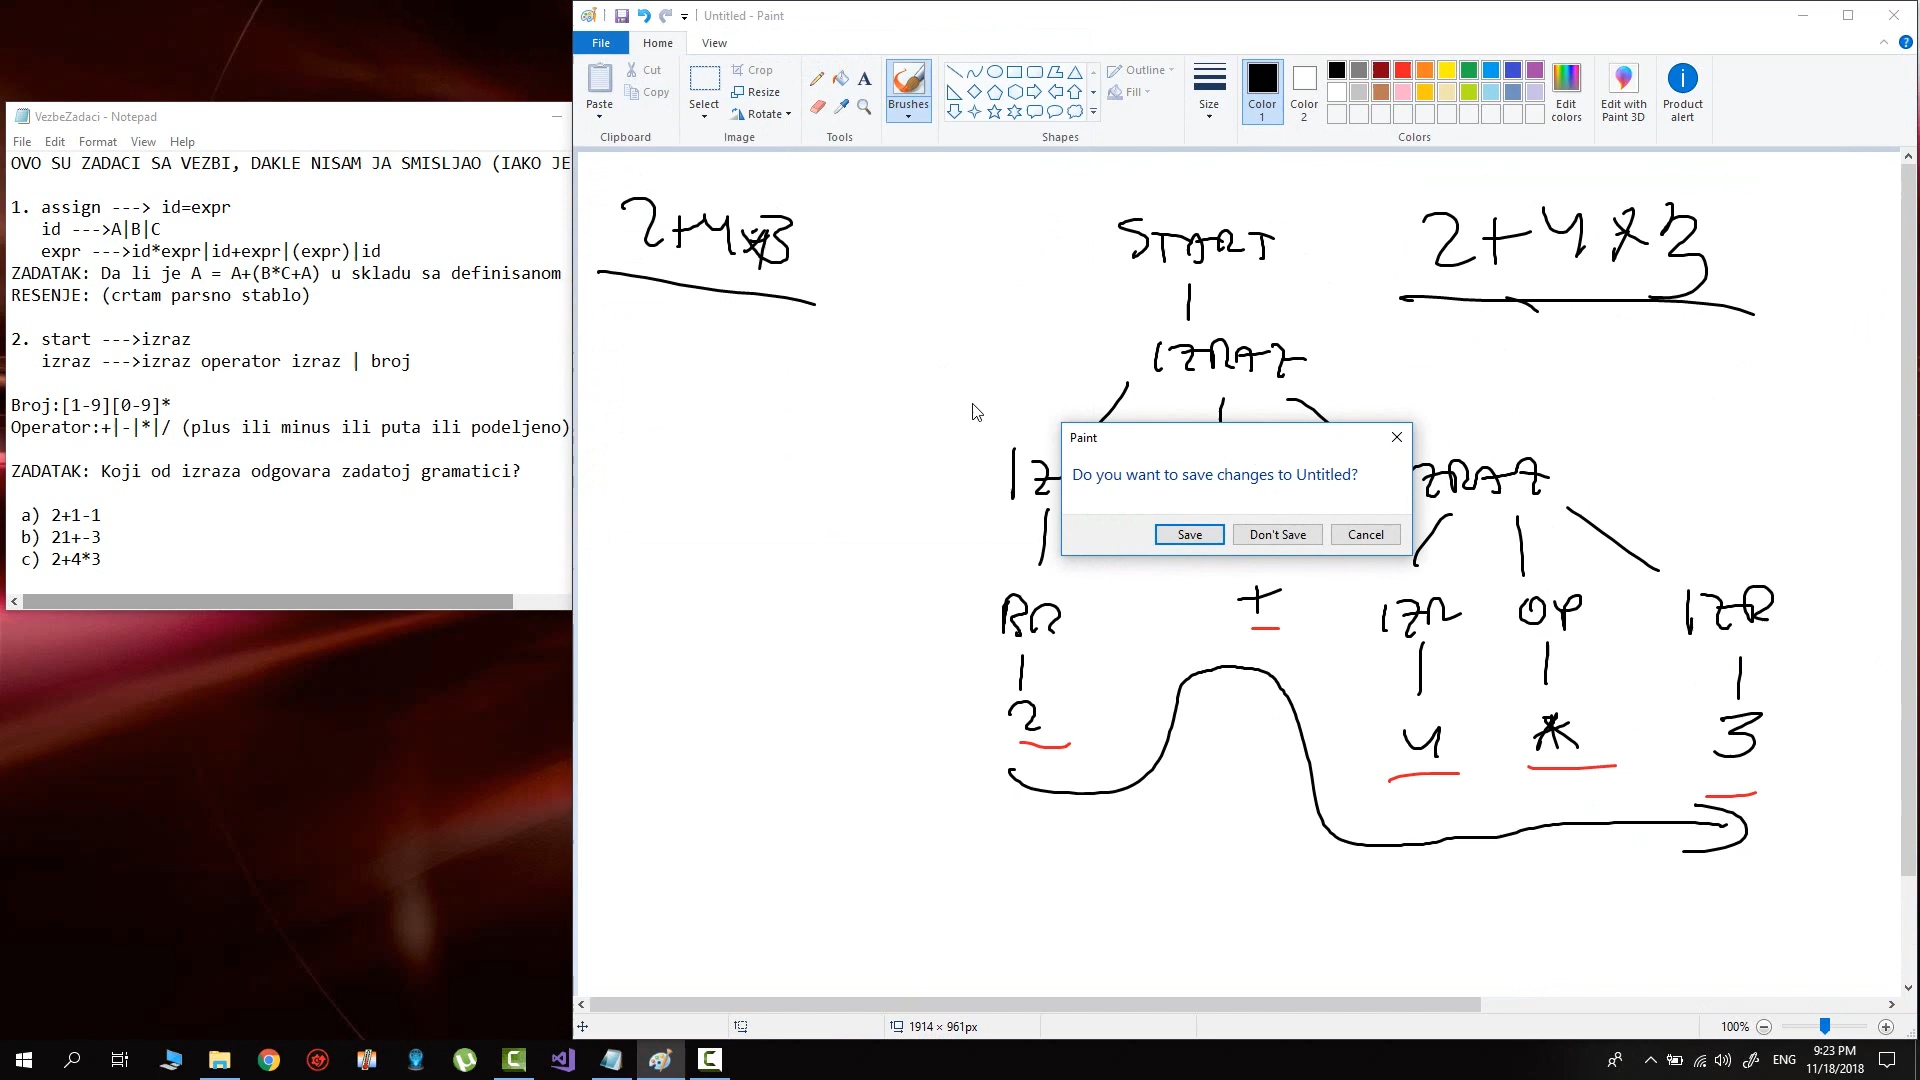 VezbeZadaci - Notepad
File Edit Format View Help
OVO SU ZADACI SA VEZBI, DAKLE NISAM JA SMISLJAO (IAKO JE
1. assign ---> id=expr
id --->A|B|C
expr --->id*expr|id+expr|(expr)|id
ZADATAK: Da li je A = A+(B*C+A) u skladu sa definisanom
RESENJE: (crtam parsno stablo)
2. start --->izraz
izraz --->izraz operator izraz | broj
Broj:[1-9][0-9]*
Operator:+|-|*|/ (plus ili minus ili puta ili podeljeno)
ZADATAK: Koji od izraza odgovara zadatoj gramatici?
a) 2+1-1
b) 21+-3
c) 2+4*3
Untitled - Paint
File Home View
Paste Cut Copy Clipboard
Select Crop Resize Rotate Image
Tools
Brushes
Outline Fill Shapes
Size
Color 1 Color 2 Edit colors Colors
Edit with Paint 3D
Product alert
2+4*3 START 2+4*3
IZRAZ
IZ IZRAZ
BR + IZR OP IZR
2 4 * 3
Paint
Do you want to save changes to Untitled?
Save Don't Save Cancel
1914 × 961px 100%
ENG 9:23 PM
11/18/2018